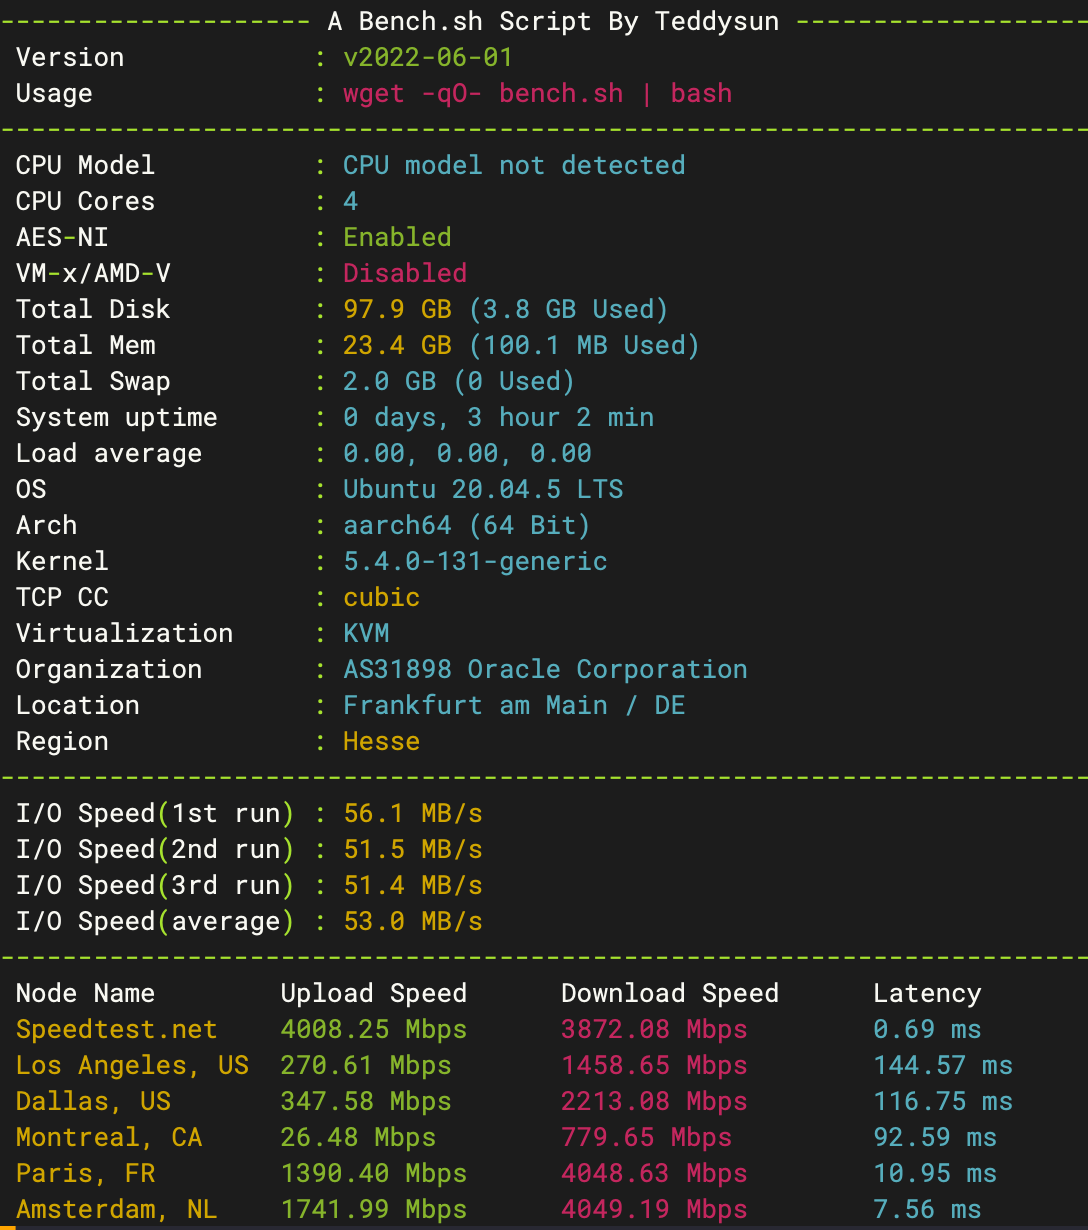 -------------------- A Bench.sh Script By Teddysun -------------------
Version            : v2022-06-01
Usage              : wget -qO- bench.sh | bash
----------------------------------------------------------------------
CPU Model          : CPU model not detected
CPU Cores          : 4
AES-NI             : Enabled
VM-x/AMD-V         : Disabled
Total Disk         : 97.9 GB (3.8 GB Used)
Total Mem          : 23.4 GB (100.1 MB Used)
Total Swap         : 2.0 GB (0 Used)
System uptime      : 0 days, 3 hour 2 min
Load average       : 0.00, 0.00, 0.00
OS                 : Ubuntu 20.04.5 LTS
Arch               : aarch64 (64 Bit)
Kernel             : 5.4.0-131-generic
TCP CC             : cubic
Virtualization     : KVM
Organization       : AS31898 Oracle Corporation
Location           : Frankfurt am Main / DE
Region             : Hesse
----------------------------------------------------------------------
I/O Speed(1st run) : 56.1 MB/s
I/O Speed(2nd run) : 51.5 MB/s
I/O Speed(3rd run) : 51.4 MB/s
I/O Speed(average) : 53.0 MB/s
----------------------------------------------------------------------
Node Name        Upload Speed      Download Speed      Latency
Speedtest.net    4008.25 Mbps      3872.08 Mbps        0.69 ms
Los Angeles, US  270.61 Mbps       1458.65 Mbps        144.57 ms
Dallas, US       347.58 Mbps       2213.08 Mbps        116.75 ms
Montreal, CA     26.48 Mbps        779.65 Mbps         92.59 ms
Paris, FR        1390.40 Mbps      4048.63 Mbps        10.95 ms
Amsterdam, NL    1741.99 Mbps      4049.19 Mbps        7.56 ms